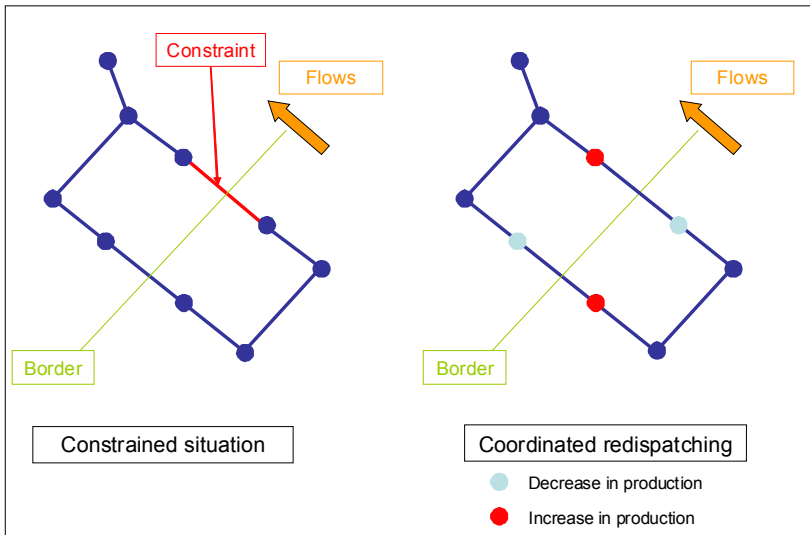 Constraint
Flows
Border
Constrained situation
Flows
Border
Coordinated redispatching
Decrease in production
Increase in production